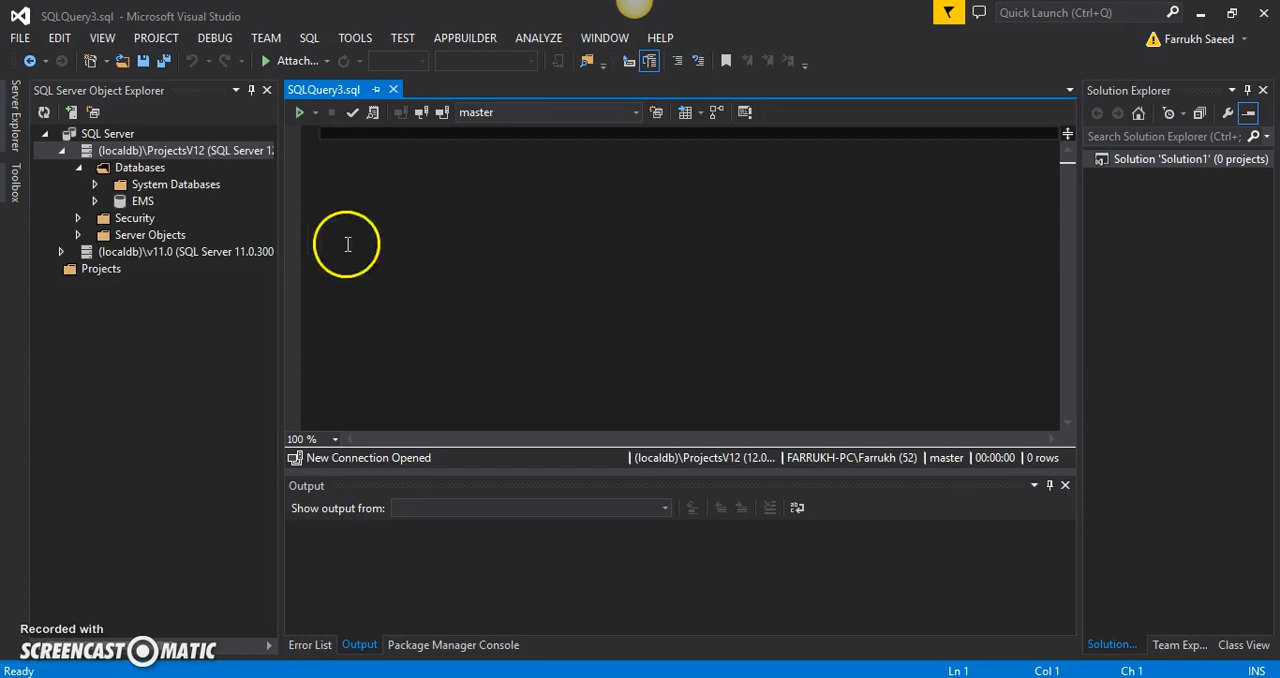 SQLQuery3.sql - Microsoft Visual Studio
Quick Launch (Ctrl+Q)
FILE EDIT VIEW PROJECT DEBUG TEAM SQL TOOLS TEST APPBUILDER ANALYZE WINDOW HELP
Farrukh Saeed
Attach...
Server Explorer
Toolbox
SQL Server Object Explorer
SQL Server
(localdb)\ProjectsV12 (SQL Server 12
Databases
System Databases
EMS
Security
Server Objects
(localdb)\v11.0 (SQL Server 11.0.300
Projects
SQLQuery3.sql
master
100 %
New Connection Opened
(localdb)\ProjectsV12 (12.0... FARRUKH-PC\Farrukh (52) master 00:00:00 0 rows
Output
Show output from:
Error List Output Package Manager Console
Solution Explorer
Search Solution Explorer (Ctrl+;
Solution 'Solution1' (0 projects)
Solution... Team Exp... Class View
Recorded with
SCREENCAST MATIC
Ready
Ln 1 Col 1 Ch 1 INS